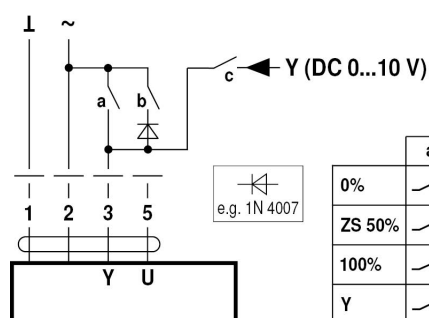 ⊥ ~
a b c Y (DC 0...10 V)
1 2 3 5
Y U
e.g. 1N 4007
a
0%
ZS 50%
100%
Y